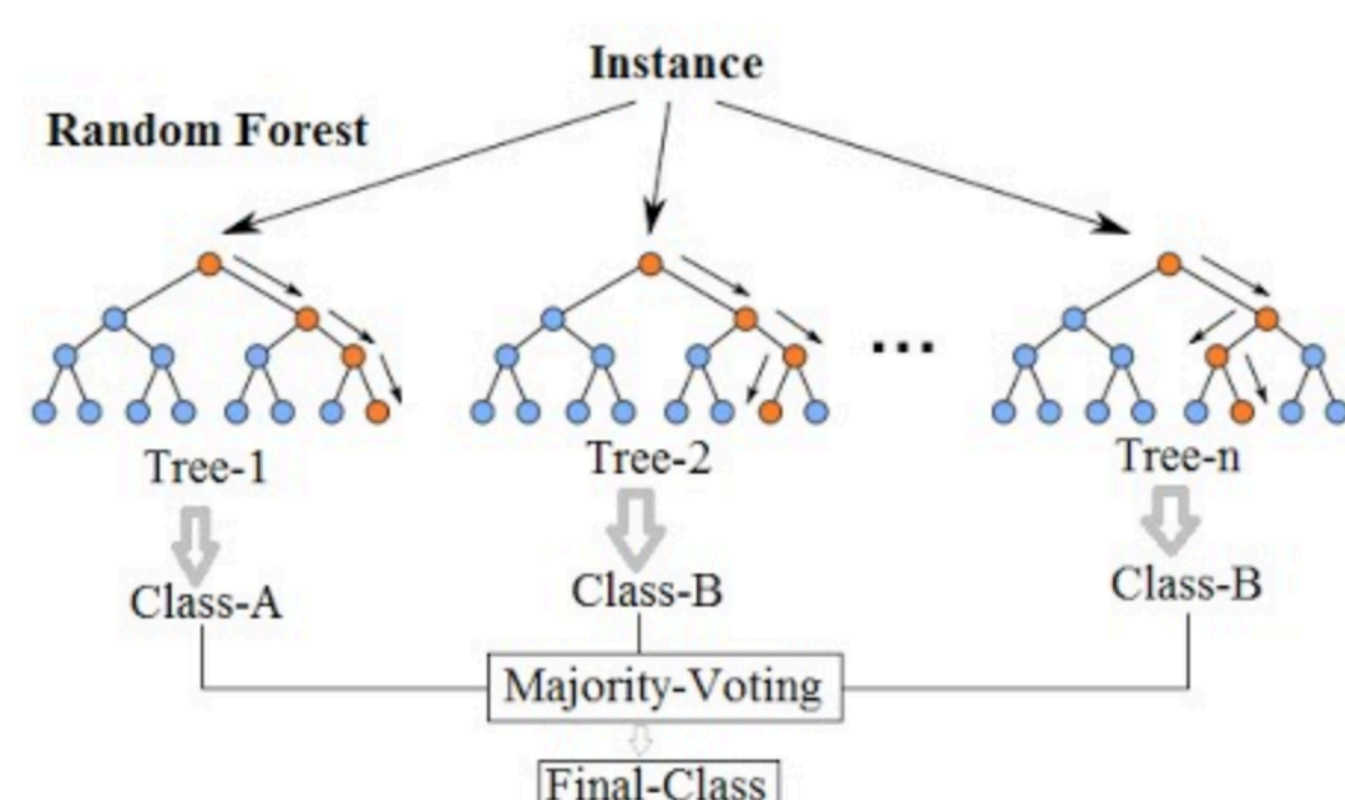 Instance
Random Forest
...
Tree-1
Tree-2
Tree-n
Class-A
Class-B
Class-B
Majority-Voting
Final-Class